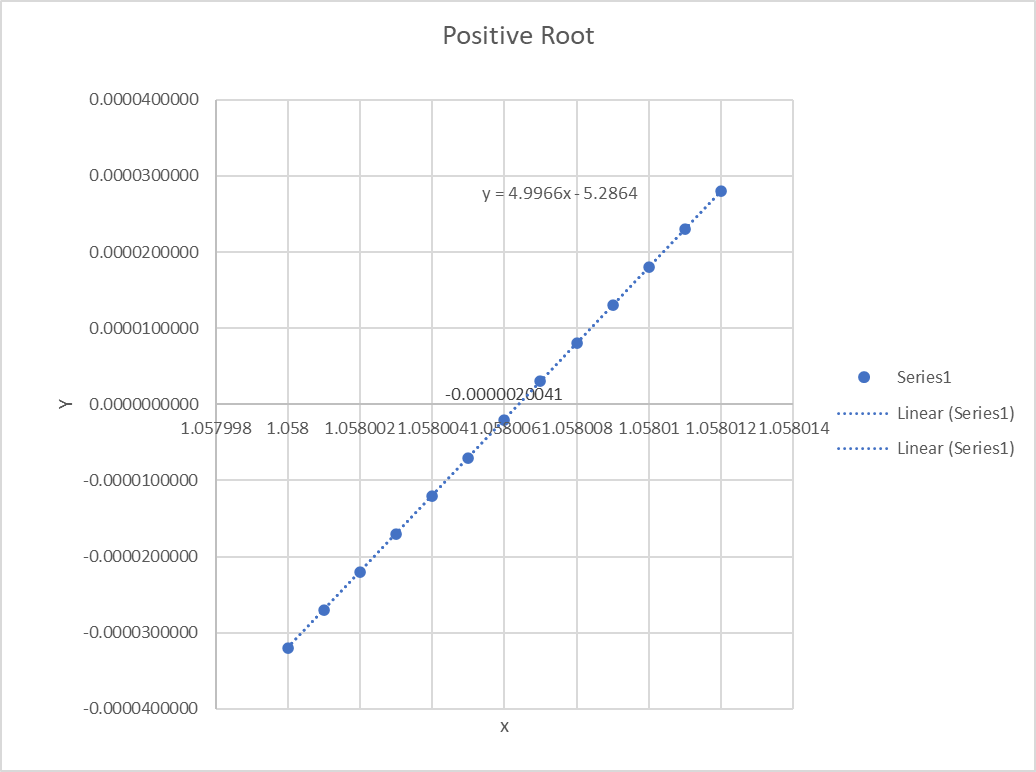 Positive Root
0.0000400000
0.0000300000
y = 4.9966x - 5.2864
0.0000200000
0.0000100000
Series1
-0.0000020041
Y
0.0000000000
Linear (Series1)
1.057998 1.058 1.058002 1.058004 1.058006 1.058008 1.05801 1.058012 1.058014
Linear (Series1)
-0.0000100000
-0.0000200000
-0.0000300000
-0.0000400000
x